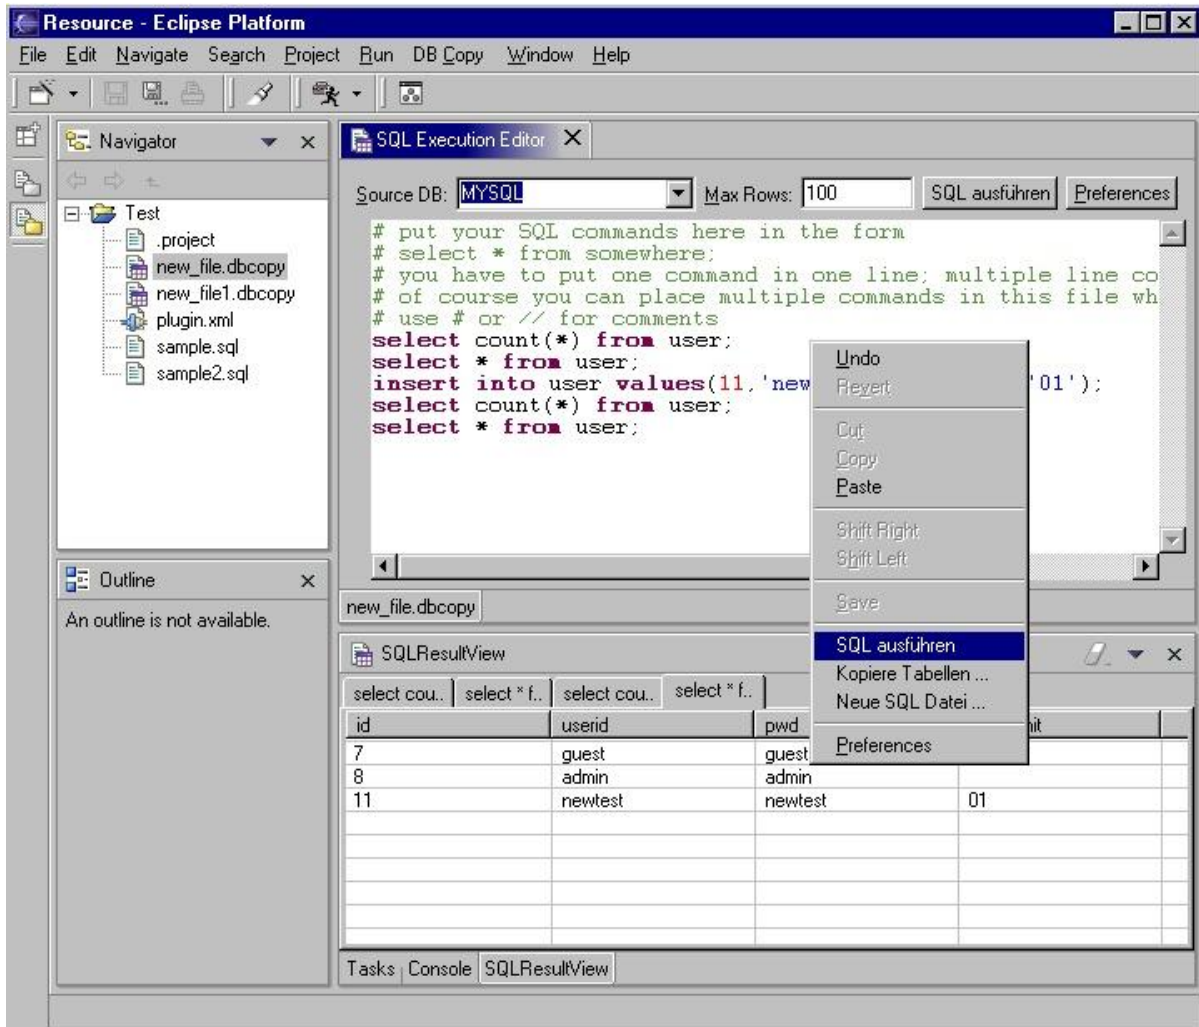 Resource - Eclipse Platform
File Edit Navigate Search Project Run DB Copy Window Help
Navigator
Test
.project
new_file.dbcopy
new_file1.dbcopy
plugin.xml
sample.sql
sample2.sql
Outline
An outline is not available.
SQL Execution Editor
Source DB: MYSQL Max Rows: 100 SQL ausführen Preferences
# put your SQL commands here in the form
# select * from somewhere;
# you have to put one command in one line; multiple line co
# of course you can place multiple commands in this file wh
# use # or // for comments
select count(*) from user;
select * from user;
insert into user values(11,'new '01');
select count(*) from user;
select * from user;
new_file.dbcopy
Undo
Revert
Cut
Copy
Paste
Shift Right
Shift Left
Save
SQL ausführen
Kopiere Tabellen ...
Neue SQL Datei ...
Preferences
SQLResultView
select cou.. select * f.. select cou.. select * f..
id userid pwd
7 guest guest
8 admin admin
11 newtest newtest 01
Tasks Console SQLResultView